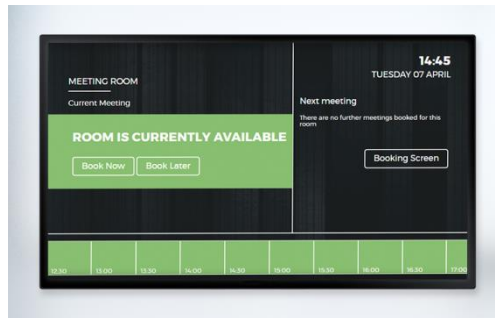 14:45
TUESDAY 07 APRIL
MEETING ROOM
Current Meeting
ROOM IS CURRENTLY AVAILABLE
Book Now
Book Later
Next meeting
There are no further meetings booked for this
room
Booking Screen
12:30 13:00 13:30 14:00 14:30 15:00 15:30 16:00 16:30 17:00